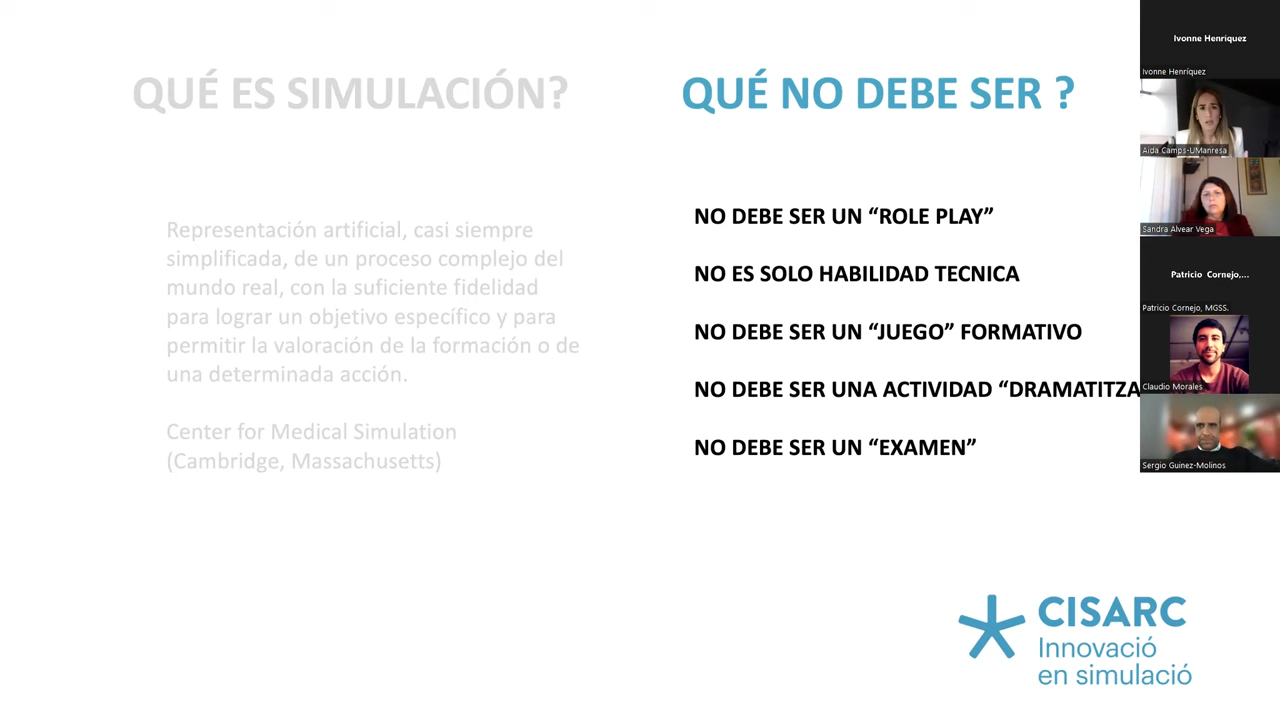 QUÉ ES SIMULACIÓN?
Representación artificial, casi siempre
simplificada, de un proceso complejo del
mundo real, con la suficiente fidelidad
para lograr un objetivo específico y para
permitir la valoración de la formación o de
una determinada acción.
Center for Medical Simulation
(Cambridge, Massachusetts)
QUÉ NO DEBE SER ?
NO DEBE SER UN “ROLE PLAY”
NO ES SOLO HABILIDAD TECNICA
NO DEBE SER UN “JUEGO” FORMATIVO
NO DEBE SER UNA ACTIVIDAD “DRAMATITZA
NO DEBE SER UN “EXAMEN”
CISARC
Innovació
en simulació
Ivonne Henriquez
Ivonne Henríquez
Aida Camps-UManresa
Sandra Alvear Vega
Patricio Cornejo,...
Patricio Cornejo, MGSS.
Claudio Morales
Sergio Guinez-Molinos